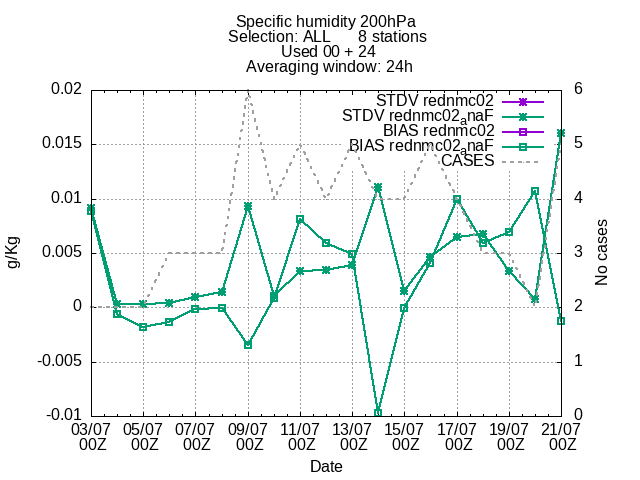 Specific humidity 200hPa
Selection: ALL 8 stations
Used 00 + 24
Averaging window: 24h
STDV rednmc02
STDV rednmc02anaF
BIAS rednmc02
BIAS rednmc02anaF
CASES
0.02
0.015
0.01
0.005
0
-0.005
-0.01
g/Kg
6
5
4
3
2
1
0
No cases
03/07 05/07 07/07 09/07 11/07 13/07 15/07 17/07 19/07 21/07
00Z 00Z 00Z 00Z 00Z 00Z 00Z 00Z 00Z 00Z
Date